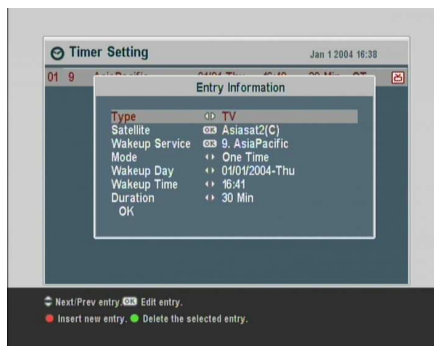 Timer Setting Jan 1 2004 16:38
01 9
Entry Information
Type TV
Satellite OK Asiasat2(C)
Wakeup Service OK 9. AsiaPacific
Mode One Time
Wakeup Day 01/01/2004-Thu
Wakeup Time 16:41
Duration 30 Min
OK
Next/Prev entry. OK Edit entry.
Insert new entry. Delete the selected entry.